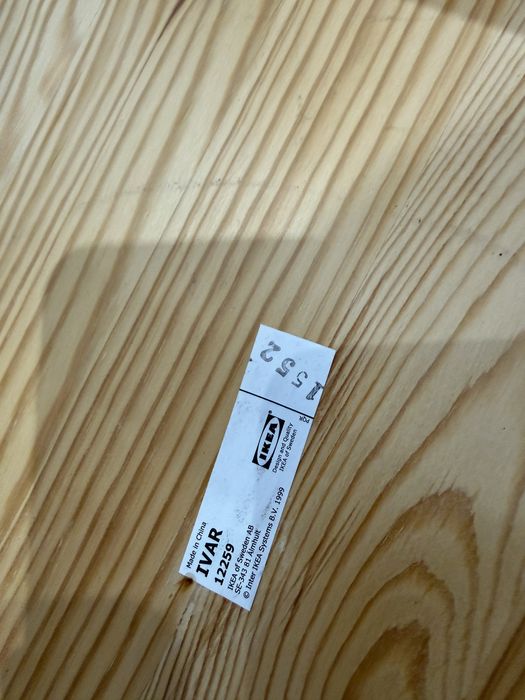 Made in China
IVAR
12259
IKEA of Sweden AB
SE-343 81 Älmhult
© Inter IKEA Systems B.V. 1999
IKEA
Design and Quality
IKEA of Sweden
PQR
1552